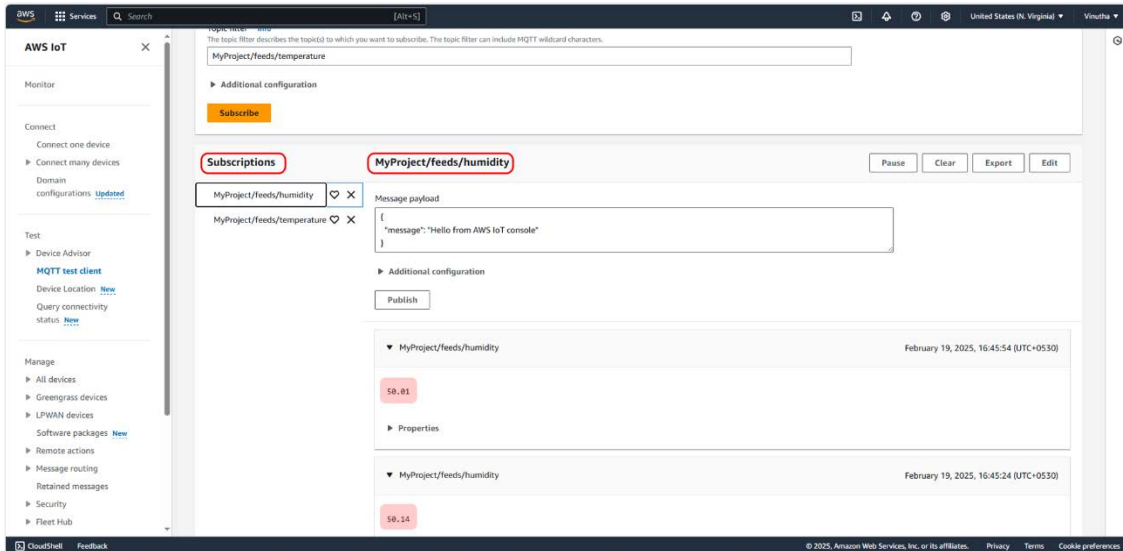 aws
Services
Search
[Alt+S]
United States (N. Virginia)
Vinutha
AWS IoT
Monitor
Connect
Connect one device
Connect many devices
Domain
configurations Updated
Test
Device Advisor
MQTT test client
Device Location New
Query connectivity
status New
Manage
All devices
Greengrass devices
LPWAN devices
Software packages New
Remote actions
Message routing
Retained messages
Security
Fleet Hub
Topic filter Info
The topic filter describes the topic(s) to which you want to subscribe. The topic filter can include MQTT wildcard characters.
MyProject/feeds/temperature
Additional configuration
Subscribe
Subscriptions
MyProject/feeds/humidity
MyProject/feeds/temperature
MyProject/feeds/humidity
Pause
Clear
Export
Edit
Message payload
{
"message": "Hello from AWS IoT console"
}
Additional configuration
Publish
MyProject/feeds/humidity
February 19, 2025, 16:45:54 (UTC+0530)
50.01
Properties
MyProject/feeds/humidity
February 19, 2025, 16:45:24 (UTC+0530)
50.14
CloudShell
Feedback
© 2025, Amazon Web Services, Inc. or its affiliates.
Privacy
Terms
Cookie preferences